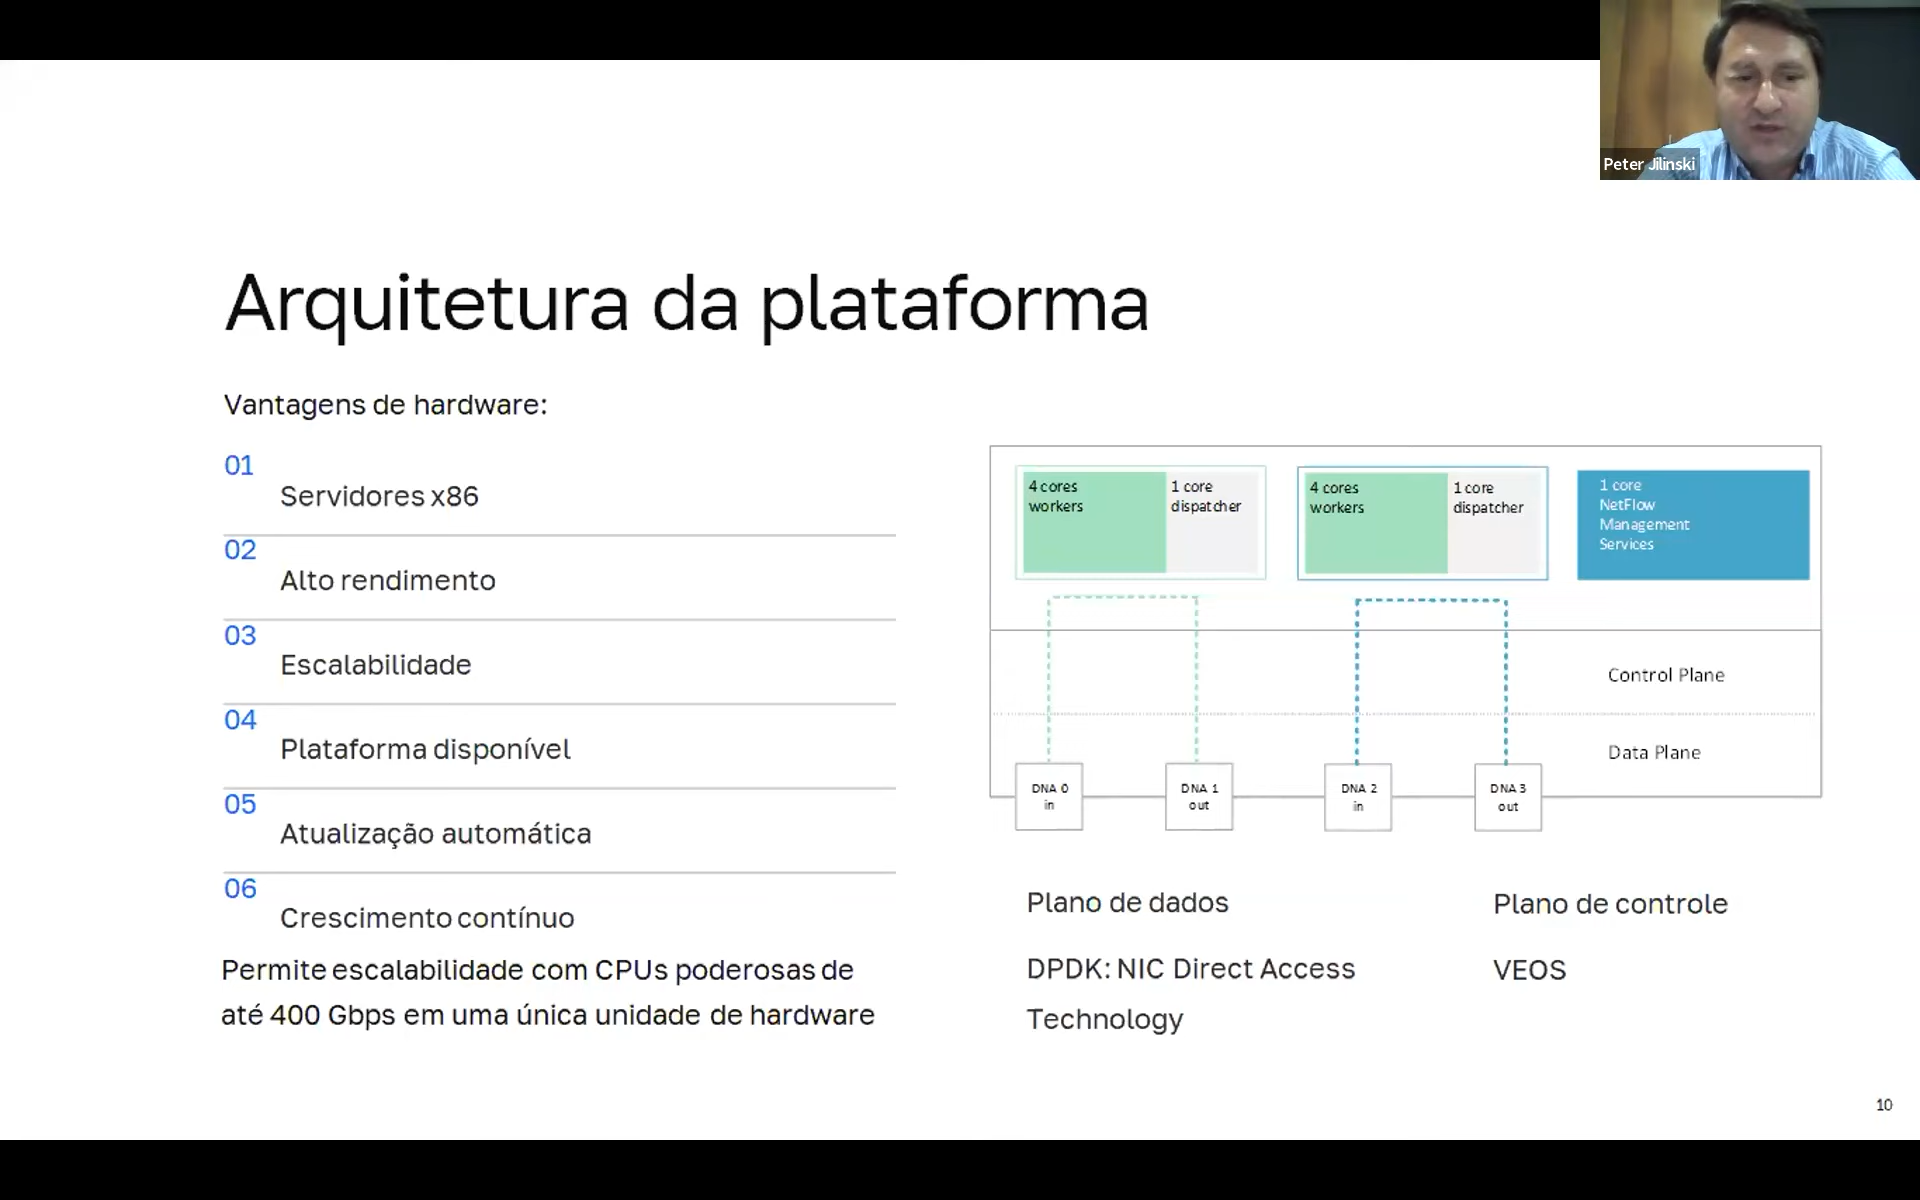 Peter Jilinski
Arquitetura da plataforma
Vantagens de hardware:
01
Servidores x86
02
Alto rendimento
03
Escalabilidade
04
Plataforma disponível
05
Atualização automática
06
Crescimento contínuo
Permite escalabilidade com CPUs poderosas de
até 400 Gbps em uma única unidade de hardware
4 cores
workers
1 core
dispatcher
4 cores
workers
1 core
dispatcher
1 core
NetFlow
Management
Services
Control Plane
Data Plane
DNA 0
in
DNA 1
out
DNA 2
in
DNA 3
out
Plano de dados
DPDK: NIC Direct Access
Technology
Plano de controle
VEOS
10